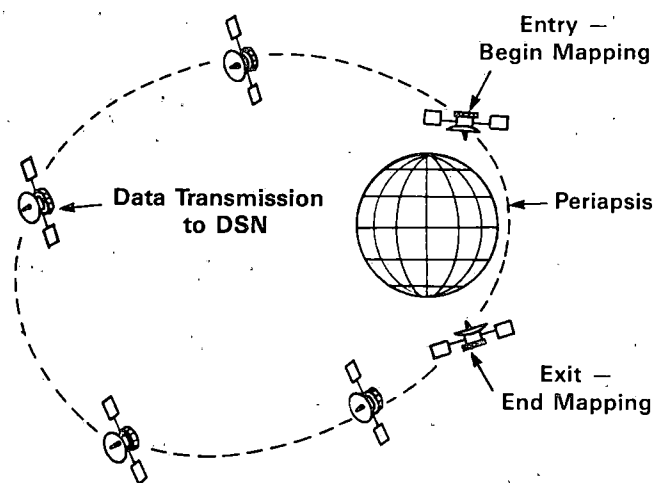 Entry —
Begin Mapping
Data Transmission
to DSN
Periapsis
Exit —
End Mapping